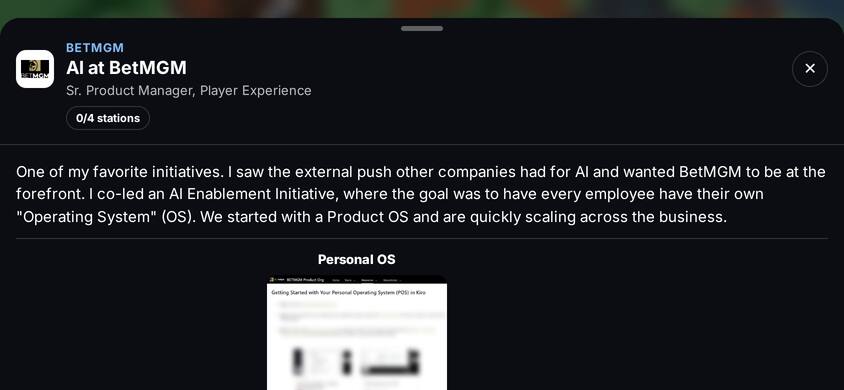 BETMGM
AI at BetMGM
Sr. Product Manager, Player Experience
0/4 stations
One of my favorite initiatives. I saw the external push other companies had for AI and wanted BetMGM to be at the
forefront. I co-led an AI Enablement Initiative, where the goal was to have every employee have their own
"Operating System" (OS). We started with a Product OS and are quickly scaling across the business.
Personal OS
BETMGM Product Org
Getting Started with Your Personal Operating System (POS) in Kiro